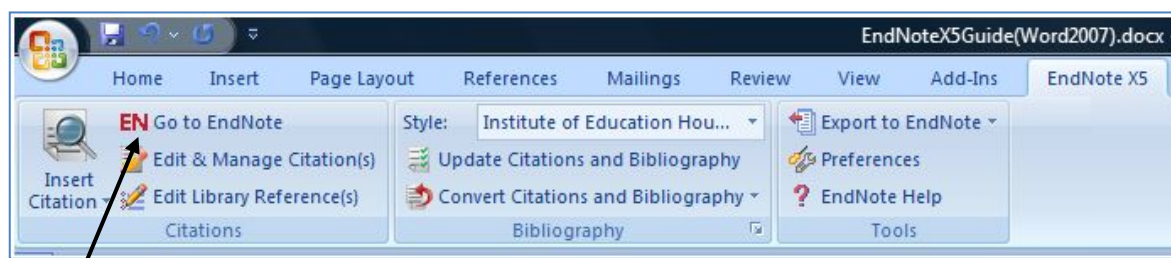 EndNoteX5Guide(Word2007).docx
Home Insert Page Layout References Mailings Review View Add-Ins EndNote X5
Insert Citation
EN Go to EndNote
Edit & Manage Citation(s)
Edit Library Reference(s)
Citations
Style: Institute of Education Hou...
Update Citations and Bibliography
Convert Citations and Bibliography
Bibliography
Export to EndNote
Preferences
EndNote Help
Tools